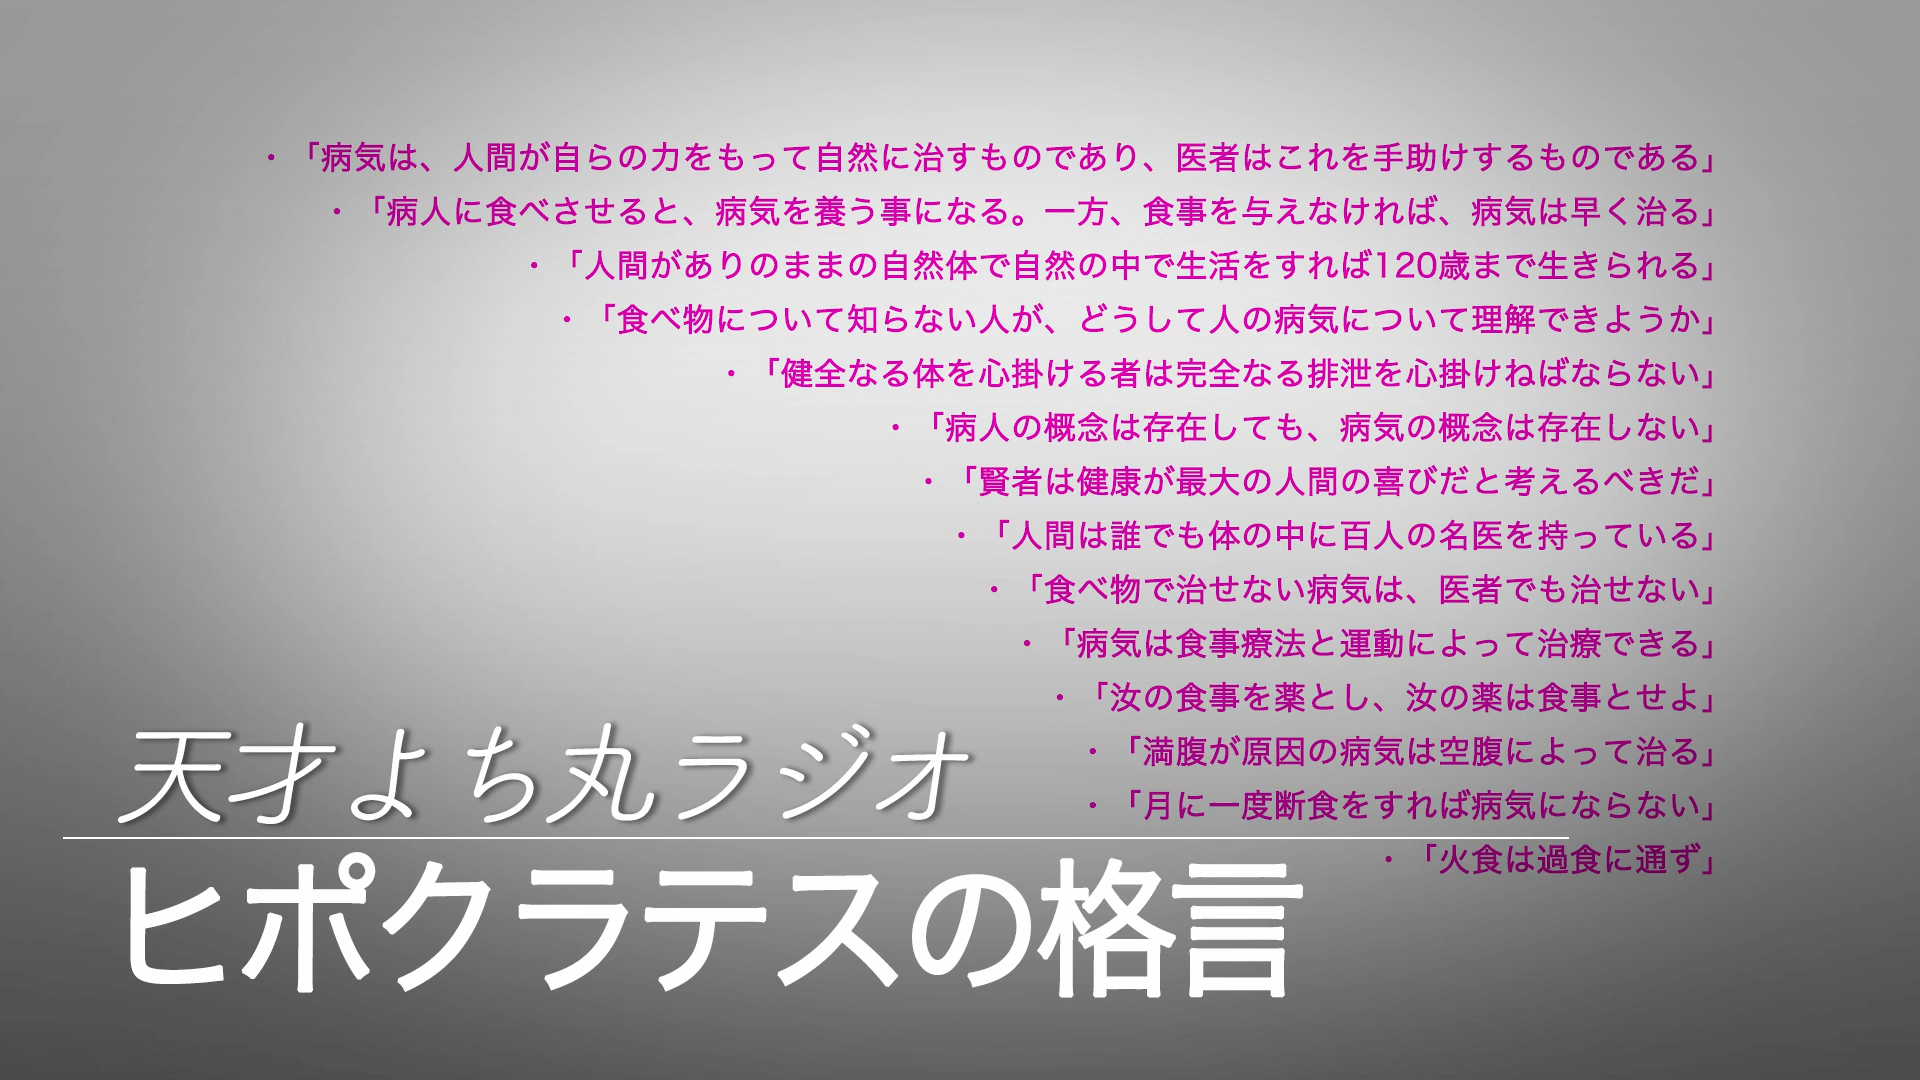 ・「病気は、人間が自らの力をもって自然に治すものであり、医者はこれを手助けするものである」
・「病人に食べさせると、病気を養う事になる。一方、食事を与えなければ、病気は早く治る」
・「人間がありのままの自然体で自然の中で生活をすれば120歳まで生きられる」
・「食べ物について知らない人が、どうして人の病気について理解できようか」
・「健全なる体を心掛ける者は完全なる排泄を心掛けねばならない」
・「病人の概念は存在しても、病気の概念は存在しない」
・「賢者は健康が最大の人間の喜びだと考えるべきだ」
・「人間は誰でも体の中に百人の名医を持っている」
・「食べ物で治せない病気は、医者でも治せない」
・「病気は食事療法と運動によって治療できる」
・「汝の食事を薬とし、汝の薬は食事とせよ」
・「満腹が原因の病気は空腹によって治る」
・「月に一度断食をすれば病気にならない」
・「火食は過食に通ず」
天才よち丸ラジオ
ヒポクラテスの格言